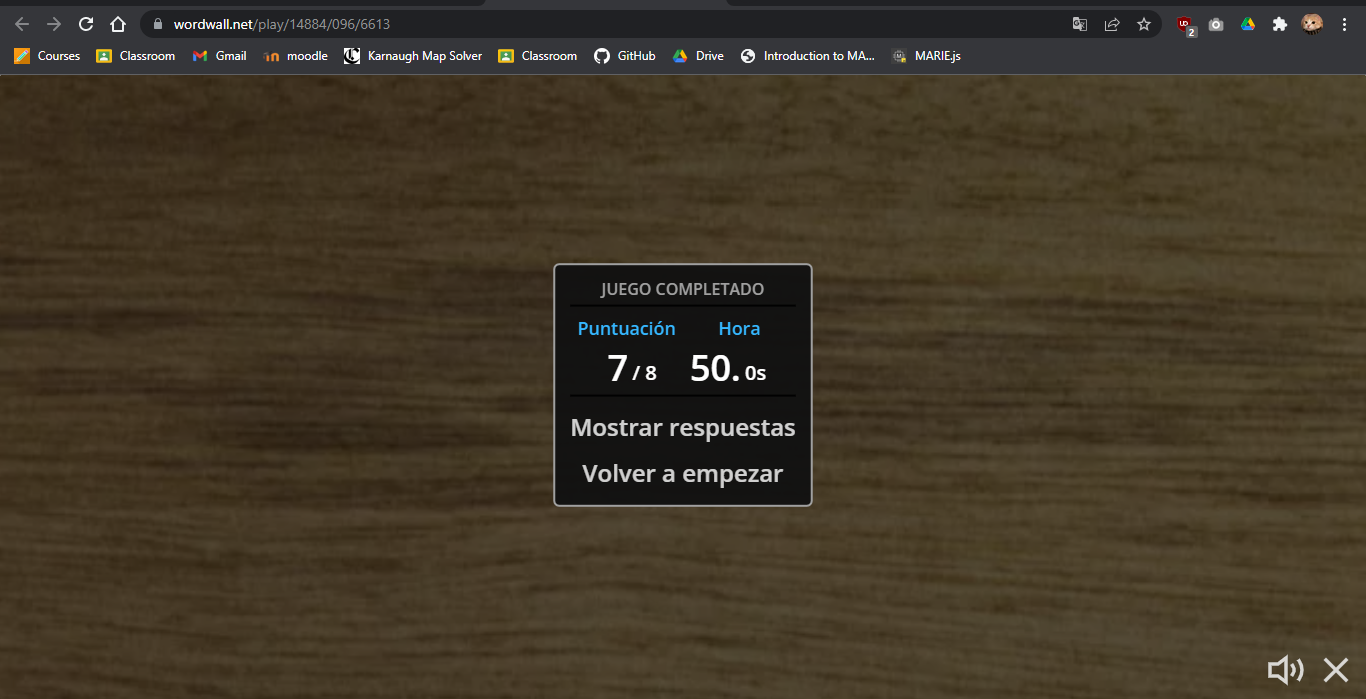 wordwall.net/play/14884/096/6613
2
Courses Classroom Gmail moodle Karnaugh Map Solver Classroom GitHub Drive Introduction to MA... MARIE.js
JUEGO COMPLETADO
Puntuación Hora
7 / 8 50. 0s
Mostrar respuestas
Volver a empezar